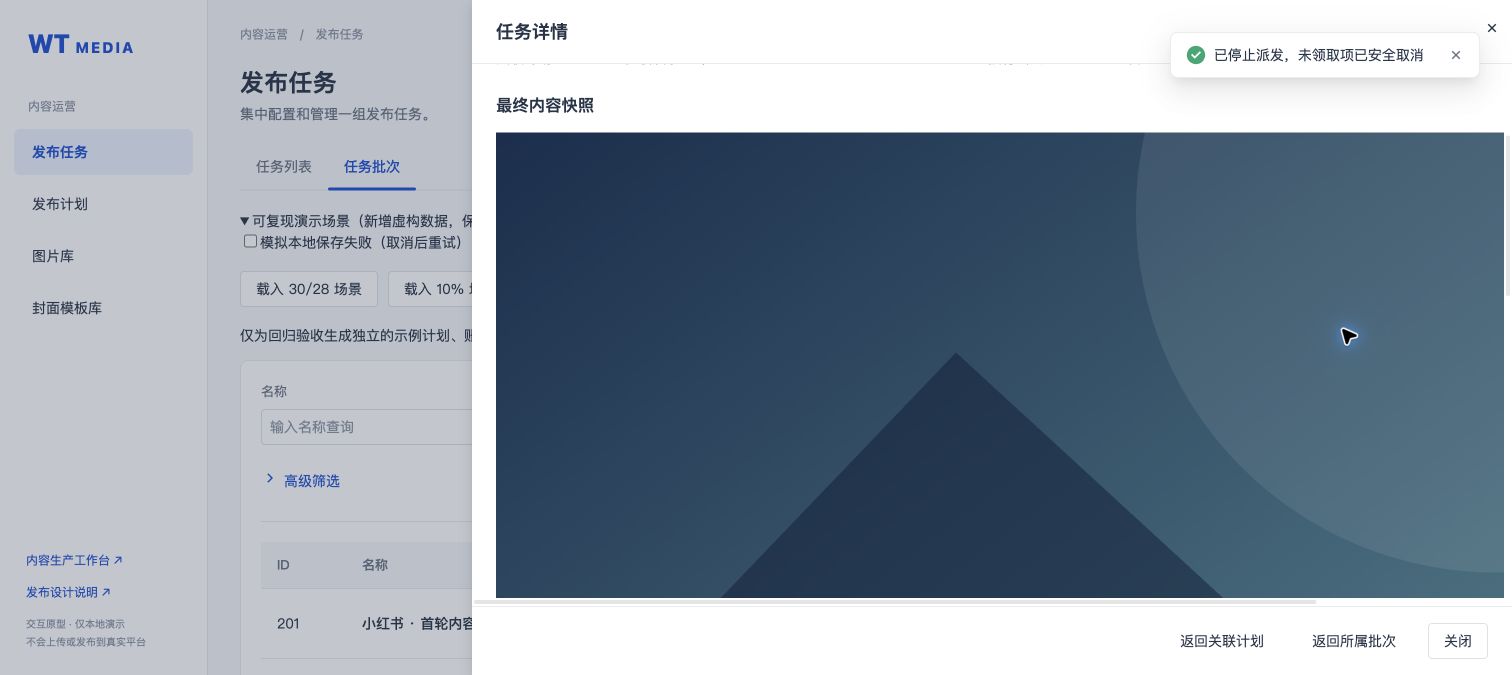 WT MEDIA
内容运营
发布任务
发布计划
图片库
封面模板库
内容生产工作台 ↗
发布设计说明 ↗
交互原型 · 仅本地演示
不会上传或发布到真实平台
内容运营 / 发布任务
发布任务
集中配置和管理一组发布任务。
任务列表 任务批次
▼可复现演示场景（新增虚构数据，保
模拟本地保存失败（取消后重试）
载入 30/28 场景 载入 10%
仅为回归验收生成独立的示例计划、
名称
输入名称查询
高级筛选
ID 名称
201 小红书 · 首轮内容
任务详情 ×
已停止派发，未领取项已安全取消 ×
最终内容快照
返回关联计划 返回所属批次 关闭